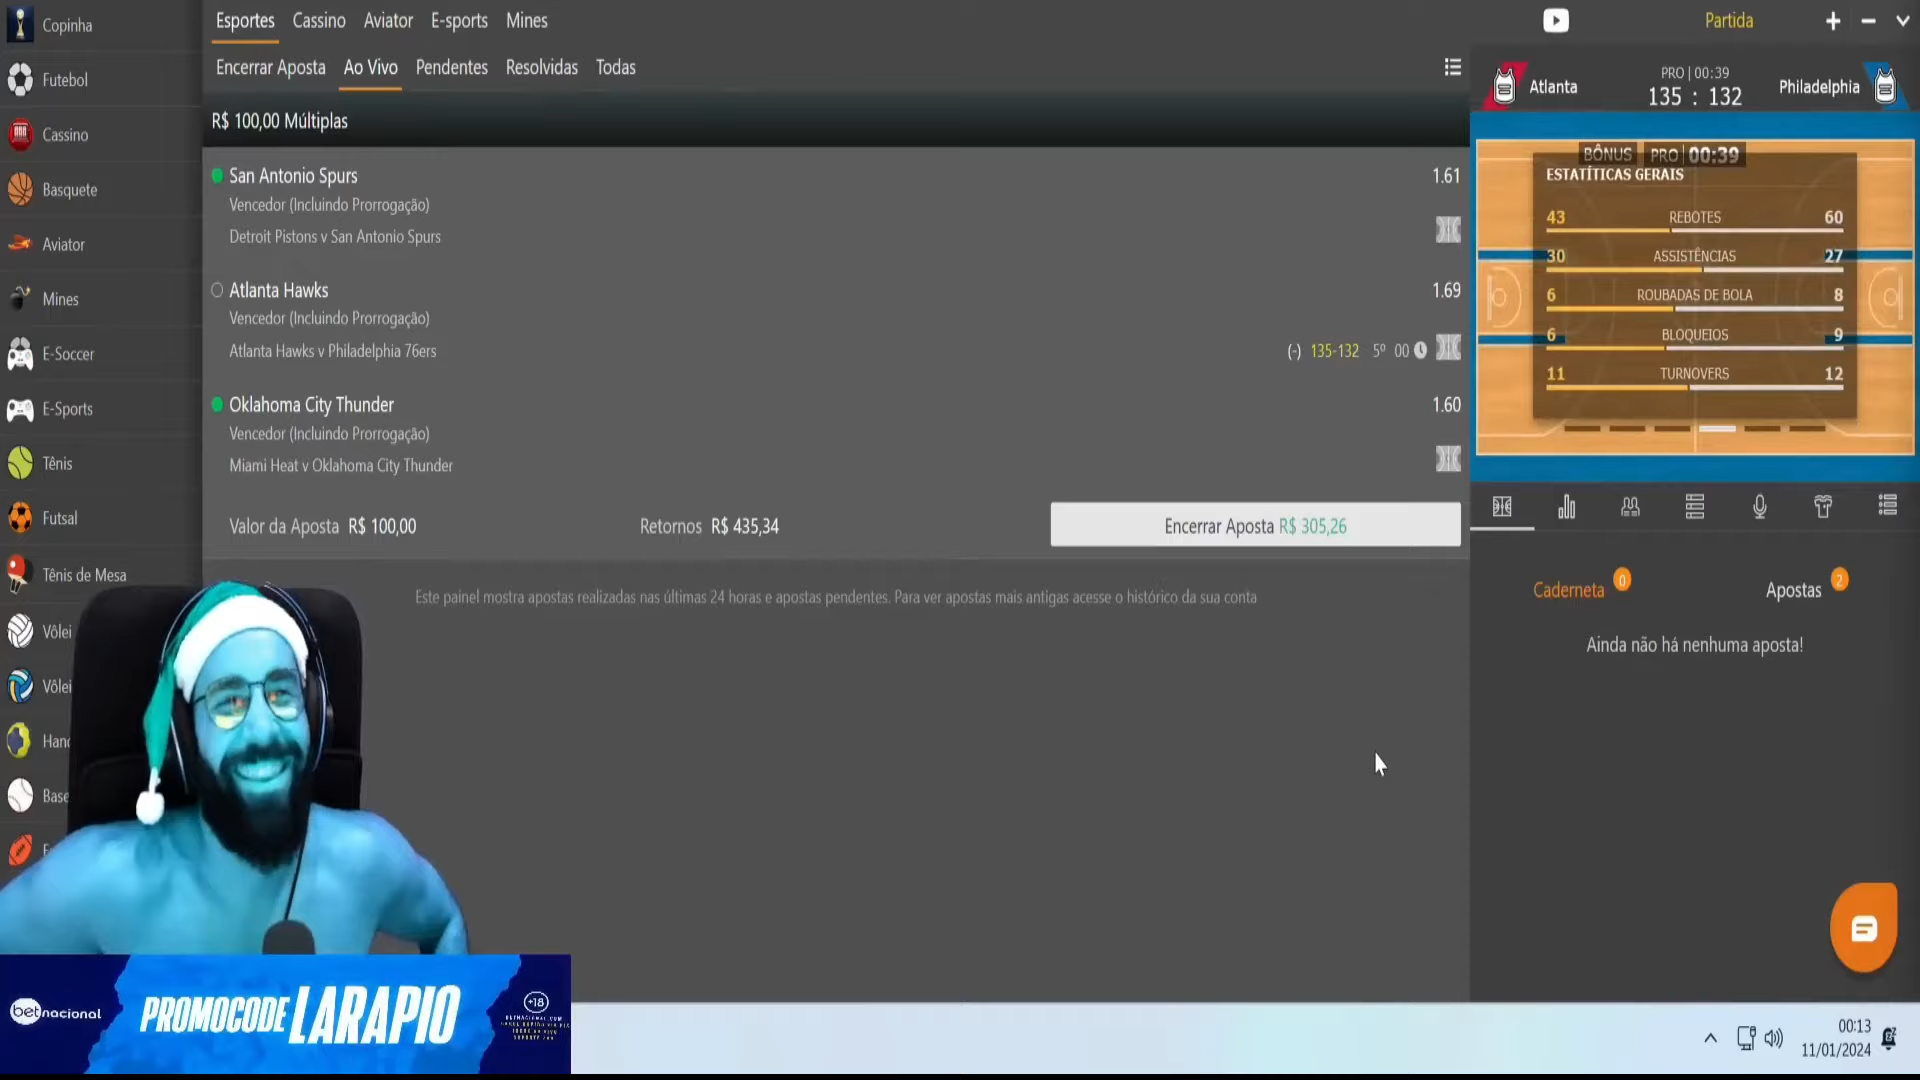 Copinha
Futebol
Cassino
Basquete
Aviator
Mines
E-Soccer
E-Sports
Tênis
Futsal
Tênis de Mesa
Vôlei
Vôlei
Hand
Base
Esportes Cassino Aviator E-sports Mines
Encerrar Aposta Ao Vivo Pendentes Resolvidas Todas
R$ 100,00 Múltiplas
San Antonio Spurs 1.61
Vencedor (Incluindo Prorrogação)
Detroit Pistons v San Antonio Spurs
Atlanta Hawks 1.69
Vencedor (Incluindo Prorrogação)
Atlanta Hawks v Philadelphia 76ers (-) 135-132 5º 00
Oklahoma City Thunder 1.60
Vencedor (Incluindo Prorrogação)
Miami Heat v Oklahoma City Thunder
Valor da Aposta R$ 100,00 Retornos R$ 435,34 Encerrar Aposta R$ 305,26
Este painel mostra apostas realizadas nas últimas 24 horas e apostas pendentes. Para ver apostas mais antigas acesse o histórico da sua conta
Partida
Atlanta PRO | 00:39 Philadelphia
135 : 132
BÔNUS PRO | 00:39
ESTATÍTICAS GERAIS
43 REBOTES 60
30 ASSISTÊNCIAS 27
6 ROUBADAS DE BOLA 8
6 BLOQUEIOS 9
11 TURNOVERS 12
Caderneta 0 Apostas 2
Ainda não há nenhuma aposta!
betnacional PROMOCODE LARAPIO +18
BETNACIONAL.COM
00:13
11/01/2024